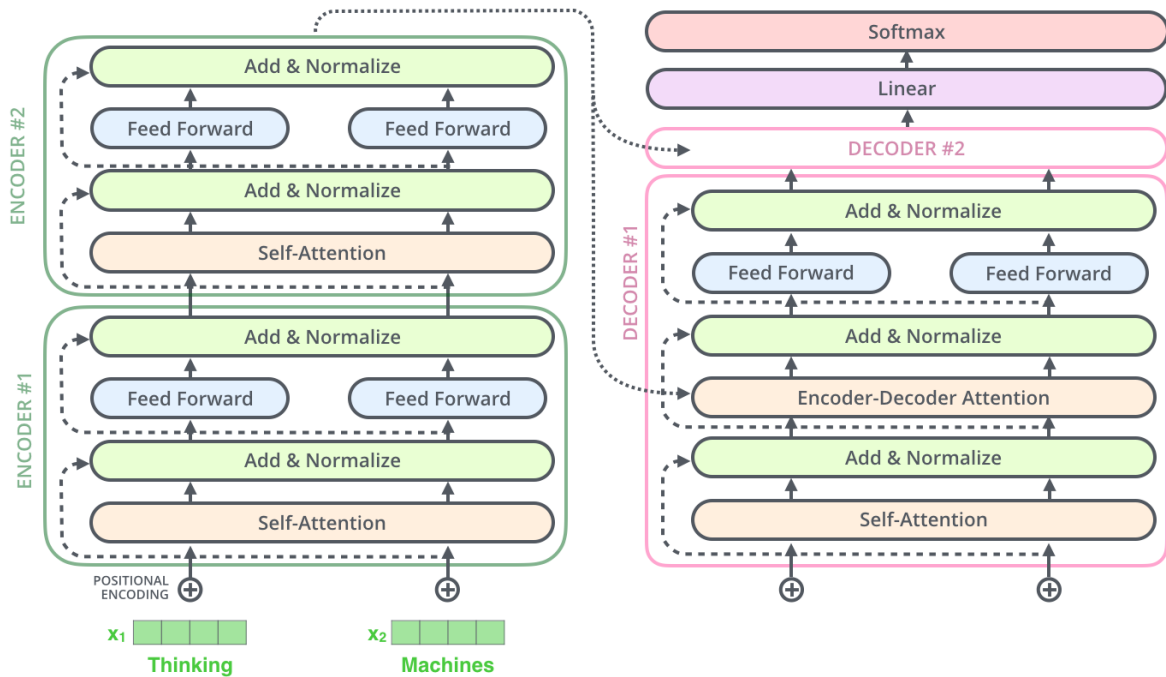 ENCODER #2
Add & Normalize
Feed Forward
Feed Forward
Add & Normalize
Self-Attention
ENCODER #1
Add & Normalize
Feed Forward
Feed Forward
Add & Normalize
Self-Attention
POSITIONAL
ENCODING
x₁
x₂
Thinking
Machines
Softmax
Linear
DECODER #2
DECODER #1
Add & Normalize
Feed Forward
Feed Forward
Add & Normalize
Encoder-Decoder Attention
Add & Normalize
Self-Attention